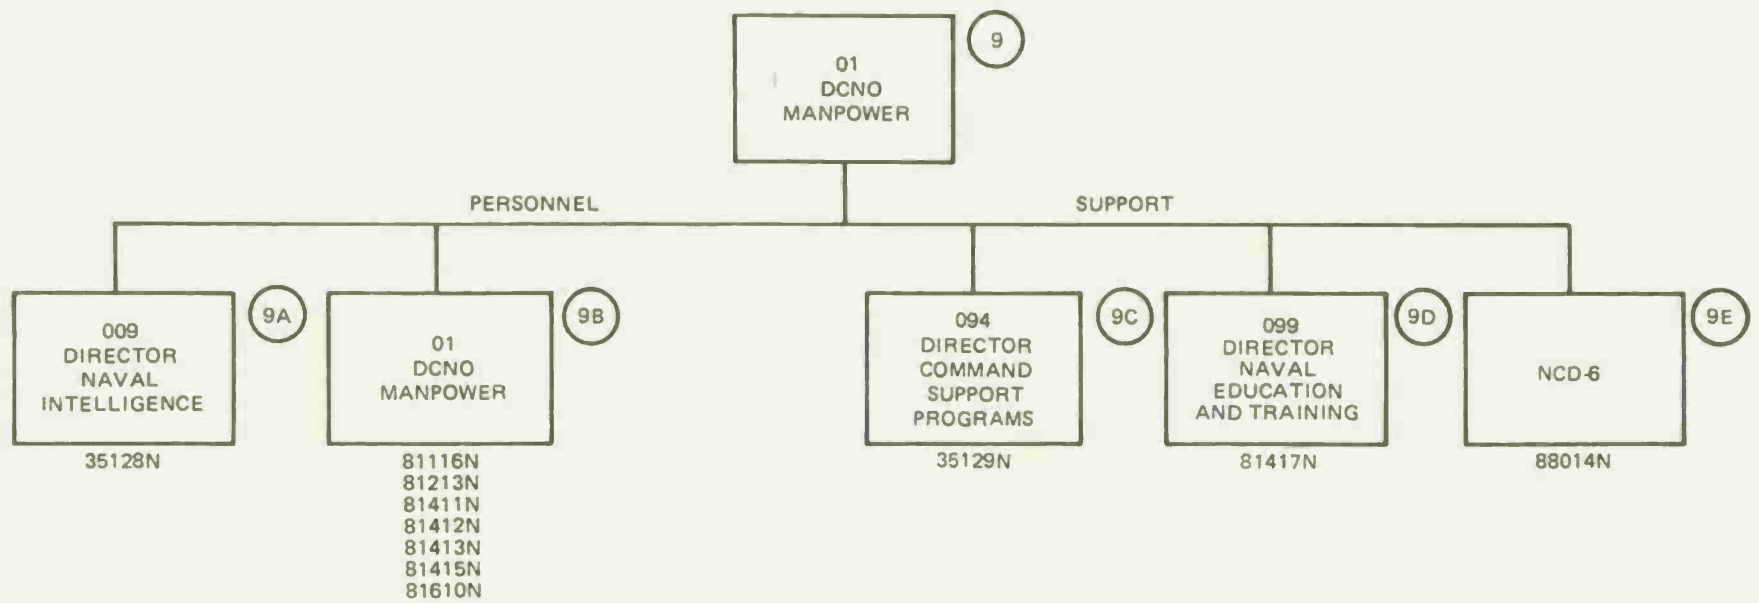 9
01
DCNO
MANPOWER
PERSONNEL
SUPPORT
9A
009
DIRECTOR
NAVAL
INTELLIGENCE
35128N
9B
01
DCNO
MANPOWER
81116N
81213N
81411N
81412N
81413N
81415N
81610N
9C
094
DIRECTOR
COMMAND
SUPPORT
PROGRAMS
35129N
9D
099
DIRECTOR
NAVAL
EDUCATION
AND TRAINING
81417N
9E
NCD-6
88014N